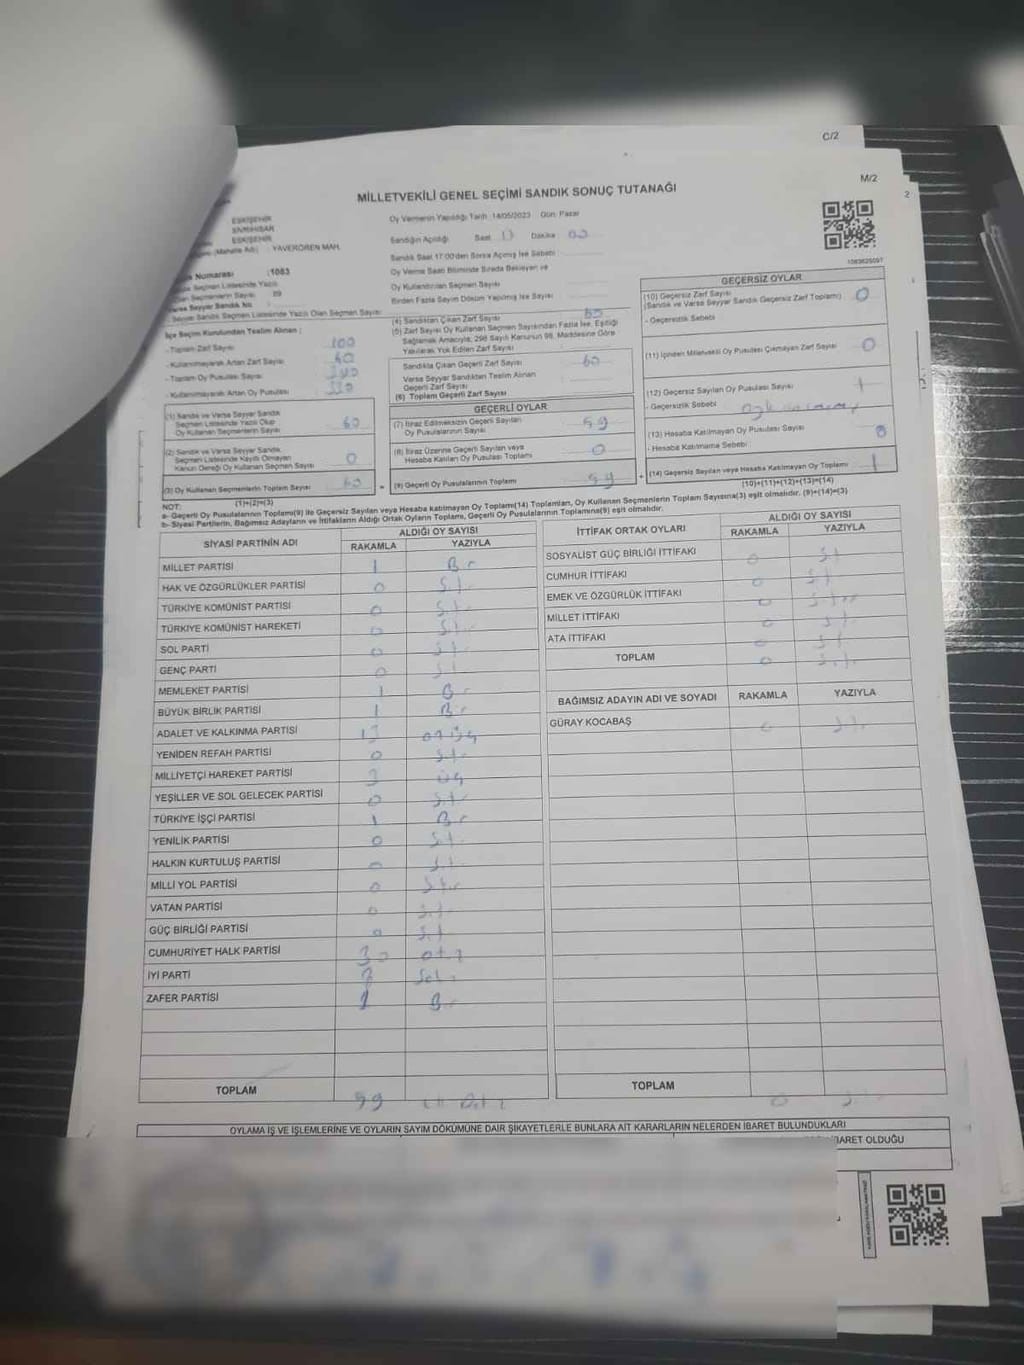 C/2
M/2
2
MİLLETVEKİLİ GENEL SEÇİMİ SANDIK SONUÇ TUTANAĞI
ESKİŞEHİR
SİVRİHİSAR
ESKİŞEHİR
(Mahalle Adı) : YAVERÖREN MAH.
Numarası :1083
Seçmen Listesinde Yazılı
Seçmenlerin Sayısı : 89
Varsa Seyyar Sandık No :
Seyyar Sandık Seçmen Listesinde Yazılı Olan Seçmen Sayısı
Oy Vermenin Yapıldığı Tarih :14/05/2023 Gün: Pazar
Sandığın Açıldığı Saat 17 Dakika 00
Sandık Saat 17:00'den Sonra Açılmış İse Sebebi :
Oy Verme Saati Bitiminde Sırada Bekleyen ve
Oy Kullandırılan Seçmen Sayısı
Birden Fazla Sayım Döküm Yapılmış İse Sayısı
İlçe Seçim Kurulundan Teslim Alınan :
- Toplam Zarf Sayısı 100
- Kullanılmayarak Artan Zarf Sayısı 40
- Toplam Oy Pusulası Sayısı
- Kullanılmayarak Artan Oy Pusulası
(1) Sandık ve Varsa Seyyar Sandık
Seçmen Listesinde Yazılı Olup
Oy Kullanan Seçmenlerin Sayısı 60
(2) Sandık ve Varsa Seyyar Sandık
Seçmen Listesinde Kaydı Olmayan
Kanun Gereği Oy Kullanan Seçmen Sayısı 0
(3) Oy Kullanan Seçmenlerin Toplam Sayısı 60
(1)+(2)=(3)
(4) Sandıktan Çıkan Zarf Sayısı 60
(5) Zarf Sayısı Oy Kullanan Seçmen Sayısından Fazla İse, Eşitliği
Sağlamak Amacıyla; 298 Sayılı Kanunun 98. Maddesine Göre
Yakılarak Yok Edilen Zarf Sayısı
Sandıkta Çıkan Geçerli Zarf Sayısı 60
Varsa Seyyar Sandıktan Teslim Alınan
Geçerli Zarf Sayısı
(6) Toplam Geçerli Zarf Sayısı
GEÇERLİ OYLAR
(7) İtiraz Edilmeksizin Geçerli Sayılan
Oy Pusulalarının Sayısı 59
(8) İtiraz Üzerine Geçerli Sayılan veya
Hesaba Katılan Oy Pusulası Toplamı 0
(9) Geçerli Oy Pusulalarının Toplamı 59
1083625097
GEÇERSİZ OYLAR
(10) Geçersiz Zarf Sayısı
(Sandık ve Varsa Seyyar Sandık Geçersiz Zarf Toplamı) 0
- Geçersizlik Sebebi
(11) İçinden Milletvekili Oy Pusulası Çıkmayan Zarf Sayısı 0
(12) Geçersiz Sayılan Oy Pusulası Sayısı 1
- Geçersizlik Sebebi
(13) Hesaba Katılmayan Oy Pusulası Sayısı 0
- Hesaba Katılmama Sebebi :
(14) Geçersiz Sayılan veya Hesaba Katılmayan Oy Toplamı 1
(10)+(11)+(12)+(13)=(14)
NOT:
a- Geçerli Oy Pusulalarının Toplamı(9) ile Geçersiz Sayılan veya Hesaba katılmayan Oy Toplamı(14) Toplamları, Oy Kullanan Seçmenlerin Toplam Sayısına(3) eşit olmalıdır. (9)+(14)=(3)
b- Siyasi Partilerin, Bağımsız Adayların ve İttifakların Aldığı Ortak Oyların Toplamı, Geçerli Oy Pusulalarının Toplamına(9) eşit olmalıdır.
SİYASİ PARTİNİN ADI ALDIĞI OY SAYISI
RAKAMLA YAZIYLA
MİLLET PARTİSİ 1 Bir
HAK VE ÖZGÜRLÜKLER PARTİSİ 0 Sıfır
TÜRKİYE KOMÜNİST PARTİSİ 0 Sıfır
TÜRKİYE KOMÜNİST HAREKETİ 0 Sıfır
SOL PARTİ 0 Sıfır
GENÇ PARTİ 0 Sıfır
MEMLEKET PARTİSİ 1 Bir
BÜYÜK BİRLİK PARTİSİ 1 Bir
ADALET VE KALKINMA PARTİSİ 13 onüç
YENİDEN REFAH PARTİSİ 0 Sıfır
MİLLİYETÇİ HAREKET PARTİSİ 3 üç
YEŞİLLER VE SOL GELECEK PARTİSİ 0 Sıfır
TÜRKİYE İŞÇİ PARTİSİ 1 Bir
YENİLİK PARTİSİ 0 Sıfır
HALKIN KURTULUŞ PARTİSİ 0 Sıfır
MİLLİ YOL PARTİSİ 0 Sıfır
VATAN PARTİSİ 0 Sıfır
GÜÇ BİRLİĞİ PARTİSİ 0 Sıfır
CUMHURİYET HALK PARTİSİ 30 otuz
İYİ PARTİ 8 Sekiz
ZAFER PARTİSİ 1 Bir
TOPLAM 59
İTTİFAK ORTAK OYLARI ALDIĞI OY SAYISI
RAKAMLA YAZIYLA
SOSYALİST GÜÇ BİRLİĞİ İTTİFAKI 0 Sıfır
CUMHUR İTTİFAKI 0 Sıfır
EMEK VE ÖZGÜRLÜK İTTİFAKI 0 Sıfır
MİLLET İTTİFAKI 0 Sıfır
ATA İTTİFAKI 0 Sıfır
TOPLAM 0 Sıfır
BAĞIMSIZ ADAYIN ADI VE SOYADI RAKAMLA YAZIYLA
GÜRAY KOCABAŞ 0 Sıfır
TOPLAM 0 Sıfır
OYLAMA İŞ VE İŞLEMLERİNE VE OYLARIN SAYIM DÖKÜMÜNE DAİR ŞİKAYETLERLE BUNLARA AİT KARARLARIN NELERDEN İBARET BULUNDUKLARI
İBARET OLDUĞU